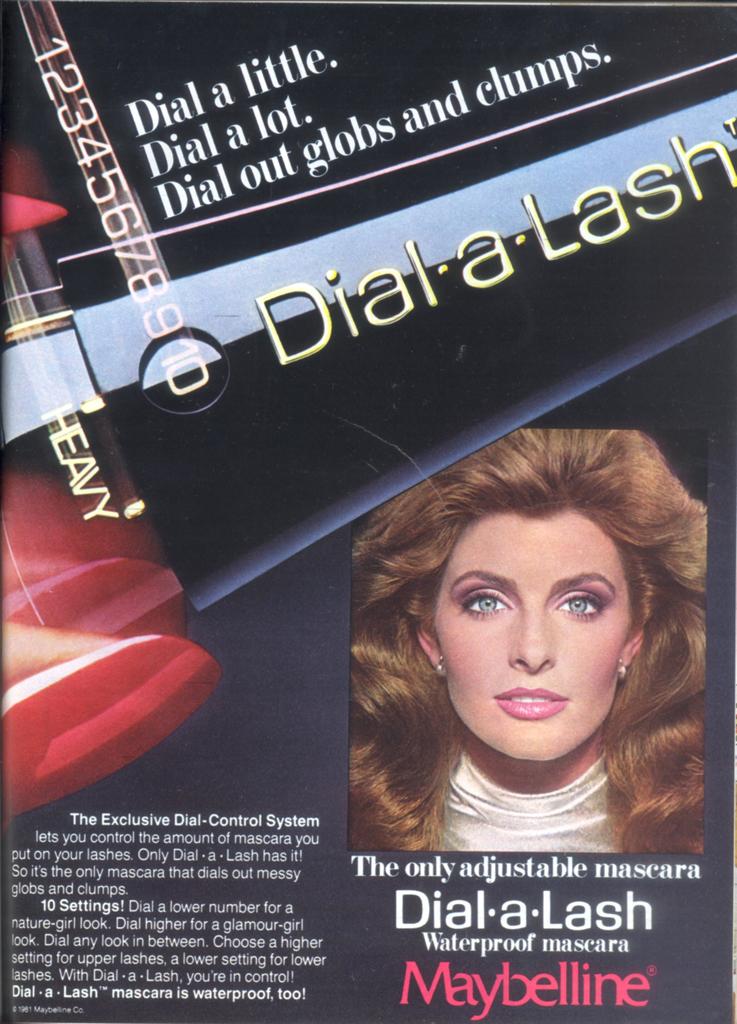 Dial a little.
Dial a lot.
Dial out globs and clumps.
12345678910
Dial·a·Lash™
HEAVY
The Exclusive Dial-Control System
lets you control the amount of mascara you
put on your lashes. Only Dial·a·Lash has it!
So it's the only mascara that dials out messy
globs and clumps.
10 Settings! Dial a lower number for a
nature-girl look. Dial higher for a glamour-girl
look. Dial any look in between. Choose a higher
setting for upper lashes, a lower setting for lower
lashes. With Dial·a·Lash, you're in control!
Dial·a·Lash™ mascara is waterproof, too!
© 1981 Maybelline Co.
The only adjustable mascara
Dial·a·Lash
Waterproof mascara
Maybelline®